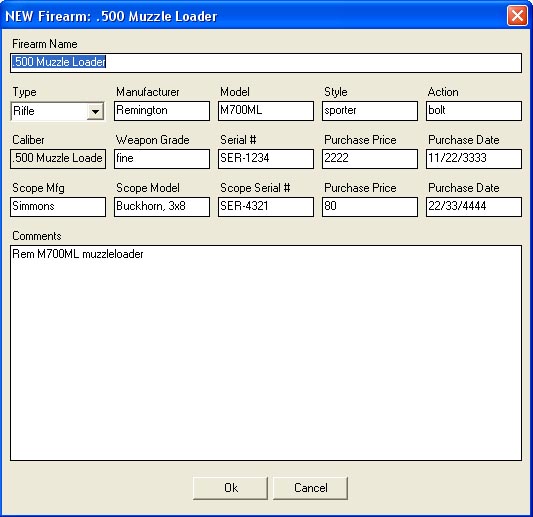 NEW Firearm: .500 Muzzle Loader
Firearm Name
.500 Muzzle Loader
Type Manufacturer Model Style Action
Rifle Remington M700ML sporter bolt
Caliber Weapon Grade Serial # Purchase Price Purchase Date
.500 Muzzle Loade fine SER-1234 2222 11/22/3333
Scope Mfg Scope Model Scope Serial # Purchase Price Purchase Date
Simmons Buckhorn, 3x8 SER-4321 80 22/33/4444
Comments
Rem M700ML muzzleloader
Ok Cancel